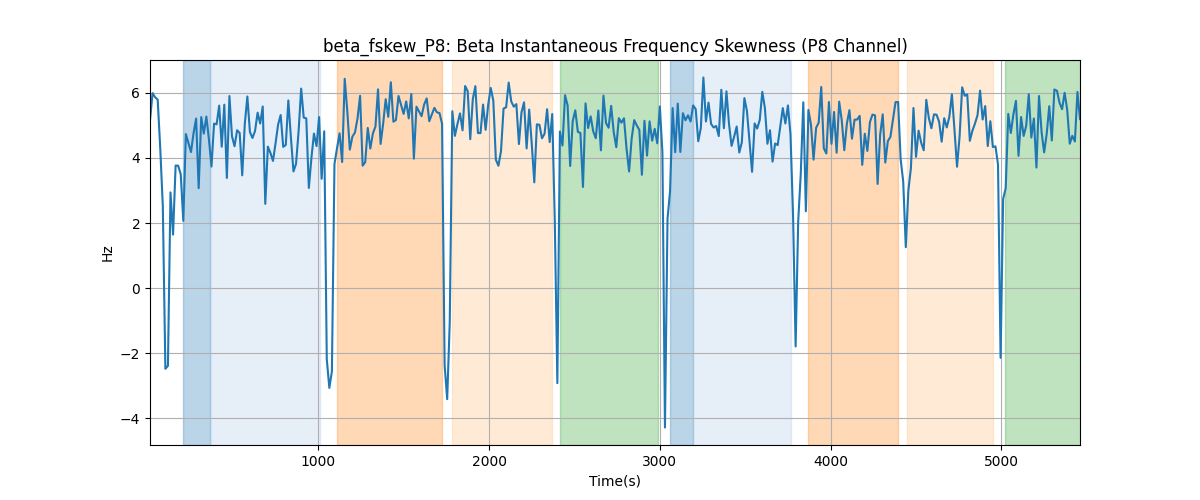 beta_fskew_P8: Beta Instantaneous Frequency Skewness (P8 Channel)
Hz
6
4
2
0
−2
−4
1000 2000 3000 4000 5000
Time(s)